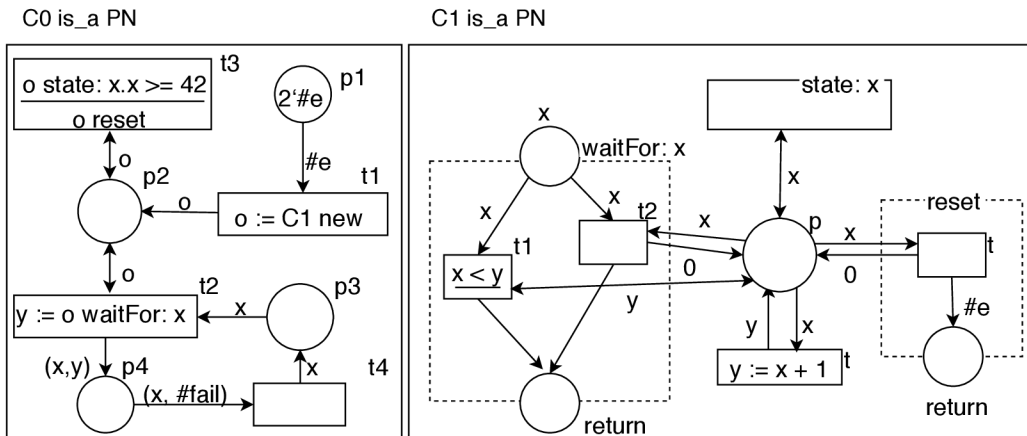 C0 is_a PN
C1 is_a PN
t3
o state: x.x >= 42
o reset
p1
2‘#e
o
#e
p2
t1
o
o := C1 new
o
t2
p3
y := o waitFor: x
x
(x,y)
p4
(x, #fail)
x
t4
x
waitFor: x
state: x
x
x
x
t2
x
p
x
reset
t1
x < y
0
y
0
t
#e
y
x
t
y := x + 1
return
return